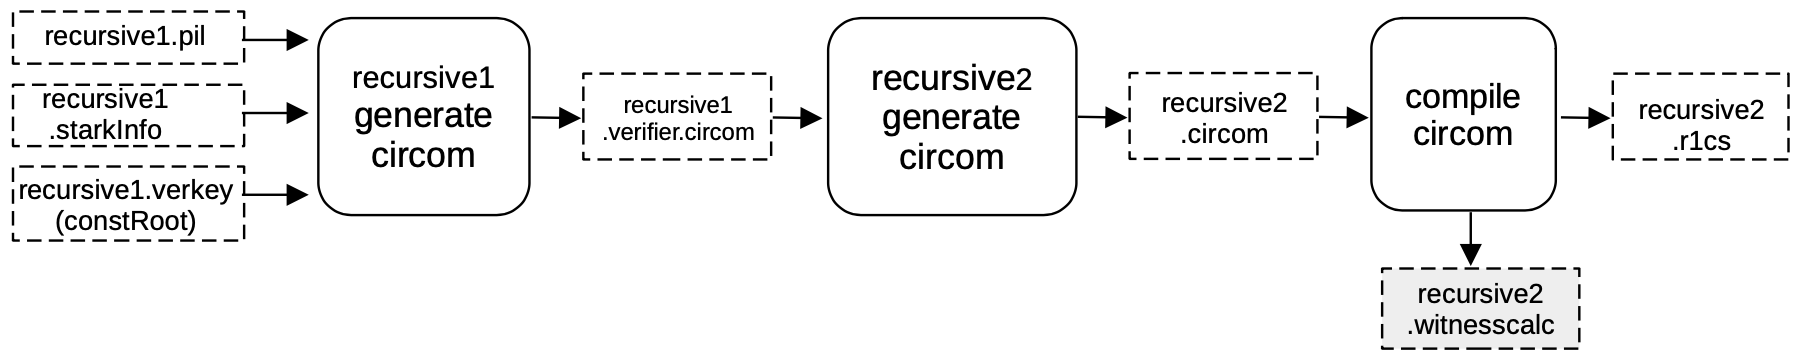 recursive1.pil
recursive1
.starkInfo
recursive1.verkey
(constRoot)
recursive1
generate
circom
recursive1
.verifier.circom
recursive2
generate
circom
recursive2
.circom
compile
circom
recursive2
.r1cs
recursive2
.witnesscalc